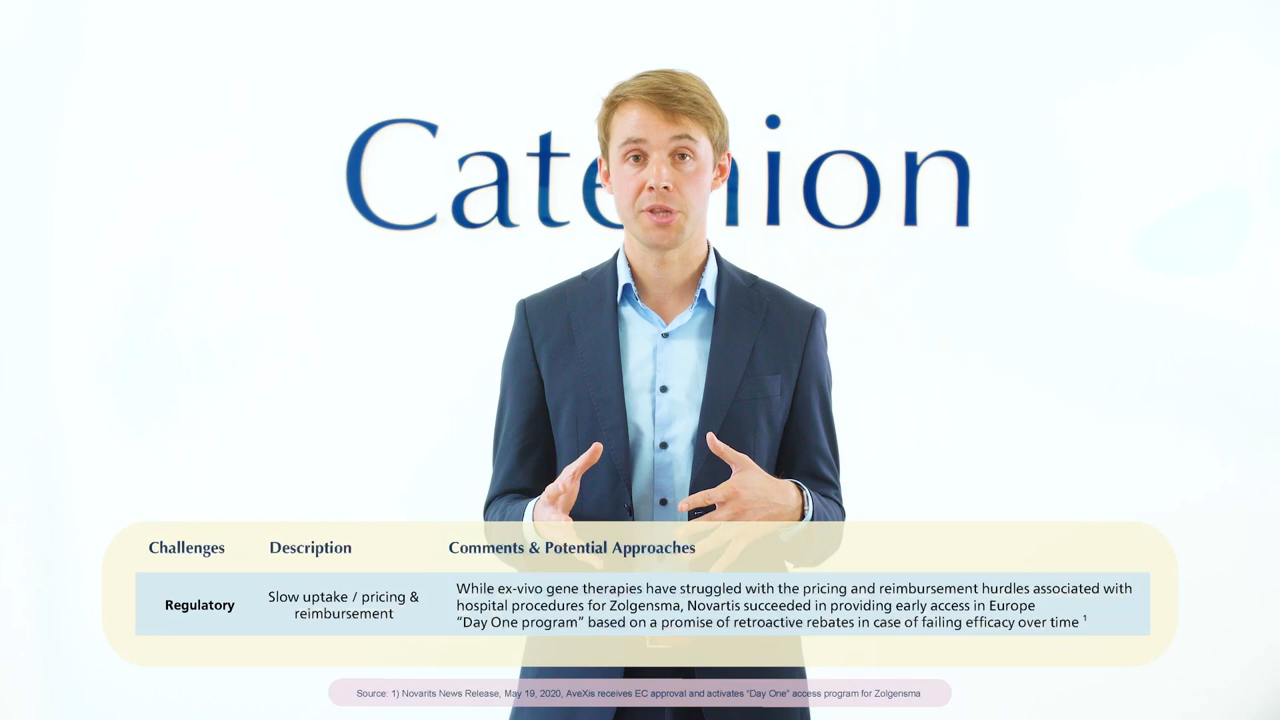 Catenion
Challenges Description Comments & Potential Approaches
Regulatory
Slow uptake / pricing &
reimbursement
While ex-vivo gene therapies have struggled with the pricing and reimbursement hurdles associated with
hospital procedures for Zolgensma, Novartis succeeded in providing early access in Europe
“Day One program” based on a promise of retroactive rebates in case of failing efficacy over time ¹
Source: 1) Novarits News Release, May 19, 2020, AveXis receives EC approval and activates “Day One” access program for Zolgensma